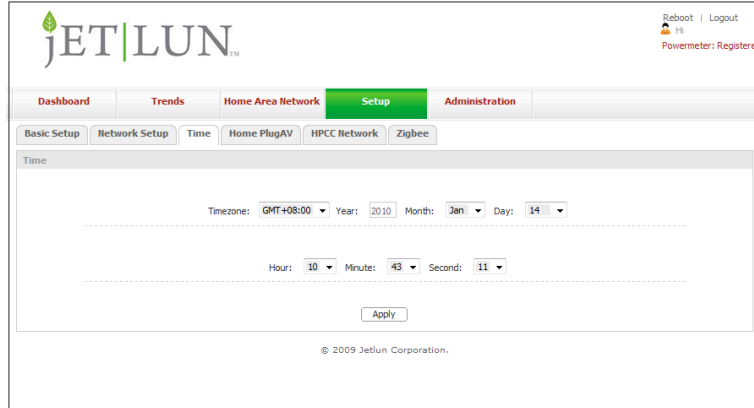 Reboot | Logout
Hi
Powermeter: Registere
jET|LUN™
Dashboard Trends Home Area Network Setup Administration
Basic Setup Network Setup Time Home PlugAV HPCC Network Zigbee
Time
Timezone: GMT+08:00 Year: 2010 Month: Jan Day: 14
Hour: 10 Minute: 43 Second: 11
Apply
© 2009 Jetlun Corporation.